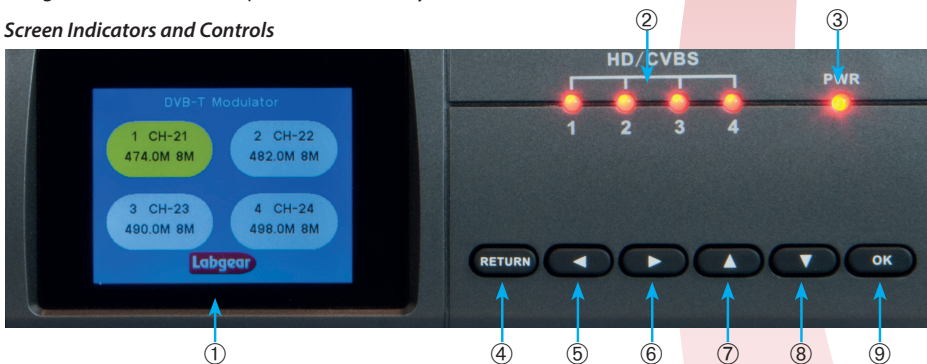 Screen Indicators and Controls
② ③
HD/CVBS
PWR
1 2 3 4
DVB-T Modulator
1 CH-21
474.0M 8M
2 CH-22
482.0M 8M
3 CH-23
490.0M 8M
4 CH-24
498.0M 8M
Labgear
RETURN ◀ ▶ ▲ ▼ OK
① ④ ⑤ ⑥ ⑦ ⑧ ⑨